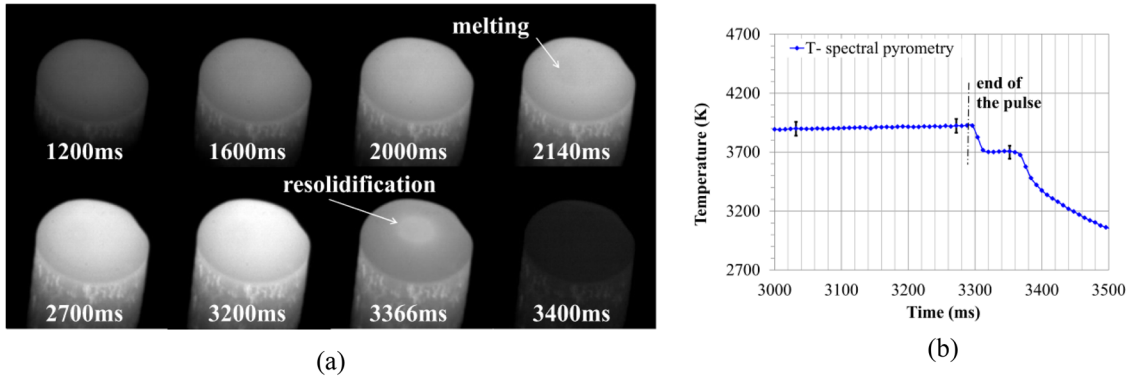 melting
1200ms
1600ms
2000ms
2140ms
resolidification
2700ms
3200ms
3366ms
3400ms
(a)
4700
4200
3700
3200
2700
Temperature (K)
T- spectral pyrometry
end of
the pulse
3000
3100
3200
3300
3400
3500
Time (ms)
(b)